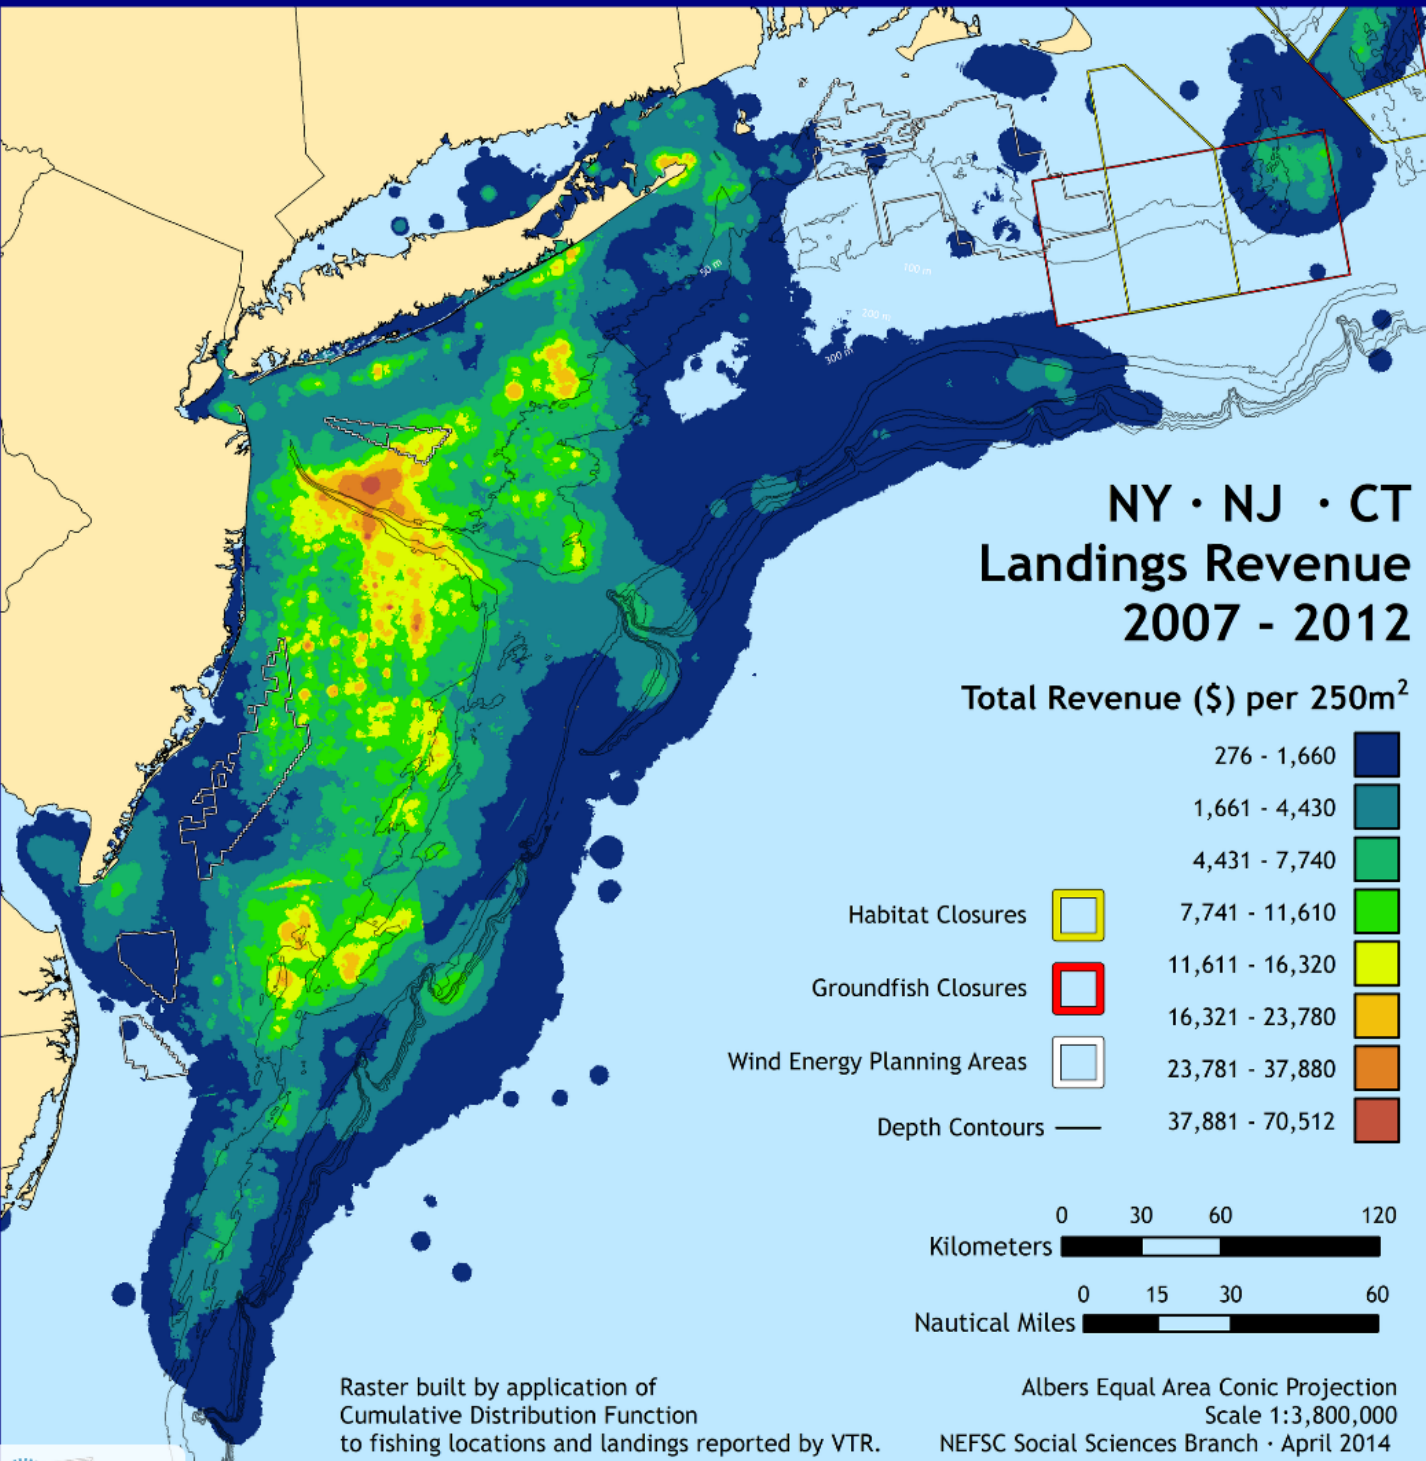 50 m
100 m
200 m
300 m
NY · NJ · CT
Landings Revenue
2007 - 2012
Total Revenue ($) per 250m²
276 - 1,660
1,661 - 4,430
4,431 - 7,740
7,741 - 11,610
11,611 - 16,320
16,321 - 23,780
23,781 - 37,880
37,881 - 70,512
Habitat Closures
Groundfish Closures
Wind Energy Planning Areas
Depth Contours
0 30 60 120
Kilometers
0 15 30 60
Nautical Miles
Raster built by application of
Cumulative Distribution Function
to fishing locations and landings reported by VTR.
Albers Equal Area Conic Projection
Scale 1:3,800,000
NEFSC Social Sciences Branch · April 2014